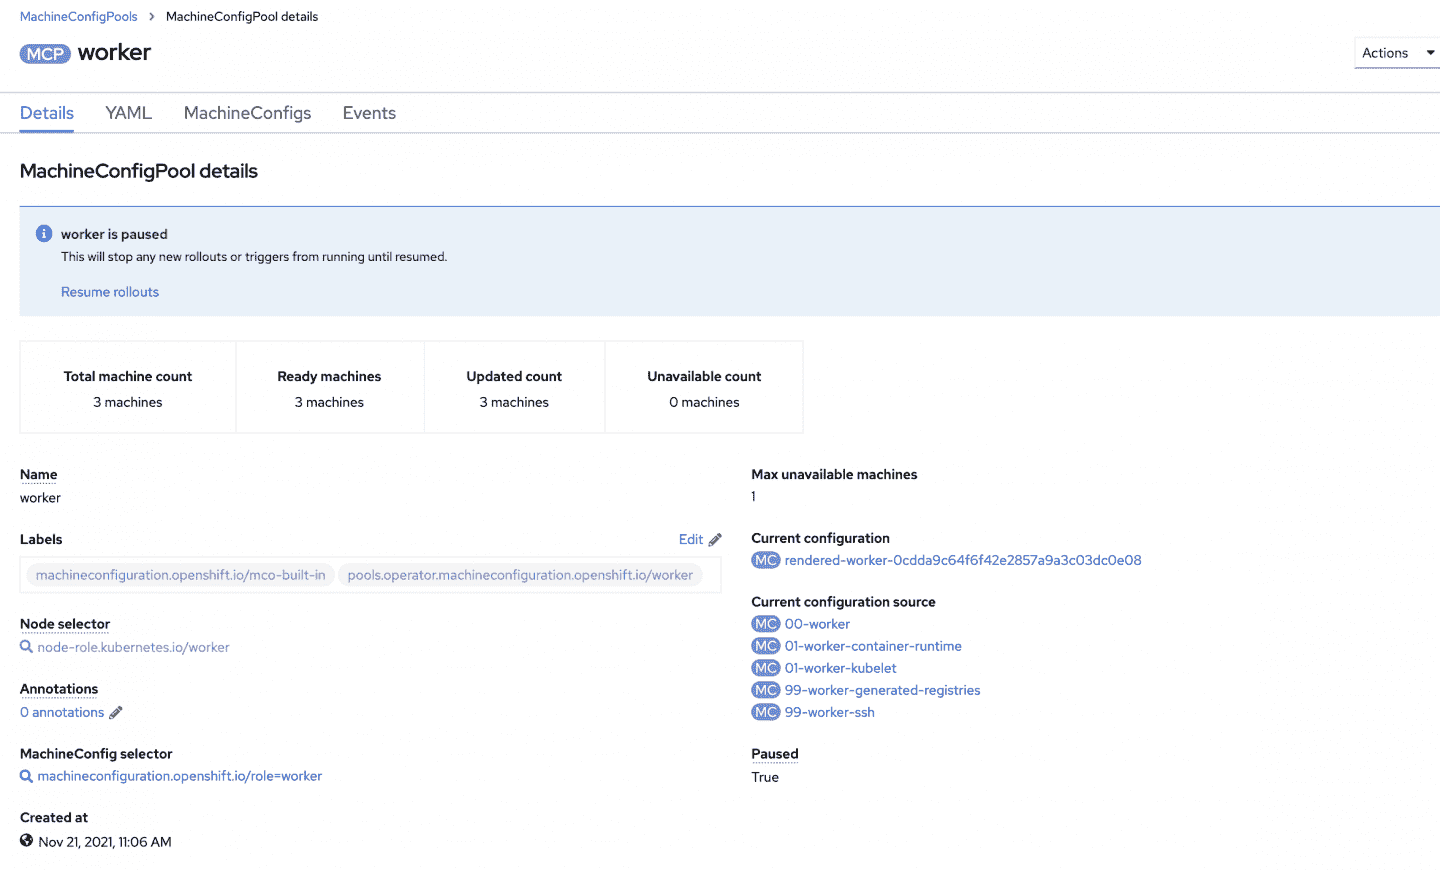 MachineConfigPools > MachineConfigPool details
MCP worker
Actions
Details YAML MachineConfigs Events
MachineConfigPool details
worker is paused
This will stop any new rollouts or triggers from running until resumed.
Resume rollouts
Total machine count Ready machines Updated count Unavailable count
3 machines 3 machines 3 machines 0 machines
Name
worker
Labels Edit
machineconfiguration.openshift.io/mco-built-in pools.operator.machineconfiguration.openshift.io/worker
Node selector
node-role.kubernetes.io/worker
Annotations
0 annotations
MachineConfig selector
machineconfiguration.openshift.io/role=worker
Created at
Nov 21, 2021, 11:06 AM
Max unavailable machines
1
Current configuration
MC rendered-worker-0cdda9c64f6f42e2857a9a3c03dc0e08
Current configuration source
MC 00-worker
MC 01-worker-container-runtime
MC 01-worker-kubelet
MC 99-worker-generated-registries
MC 99-worker-ssh
Paused
True